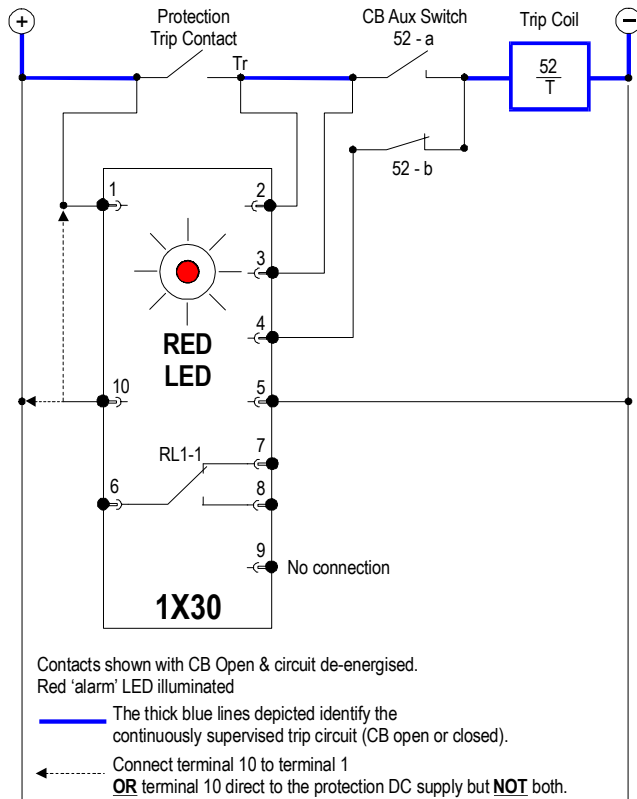 +
Protection
Trip Contact
CB Aux Switch
52 - a
Trip Coil
−
Tr
52
T
52 - b
1
2
3
RED
LED
4
10
5
RL1-1
7
6
8
9
No connection
1X30
Contacts shown with CB Open & circuit de-energised.
Red 'alarm' LED illuminated
The thick blue lines depicted identify the
continuously supervised trip circuit (CB open or closed).
Connect terminal 10 to terminal 1
OR terminal 10 direct to the protection DC supply but NOT both.